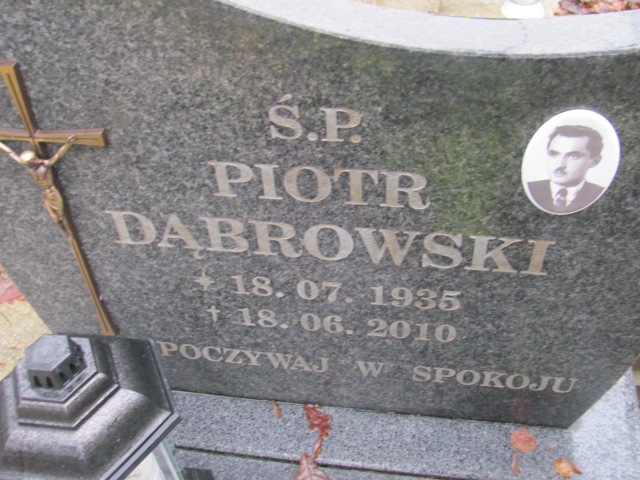 Ś.P.
PIOTR
DĄBROWSKI
* 18. 07. 1935
† 18. 06. 2010
POCZYWAJ W SPOKOJU